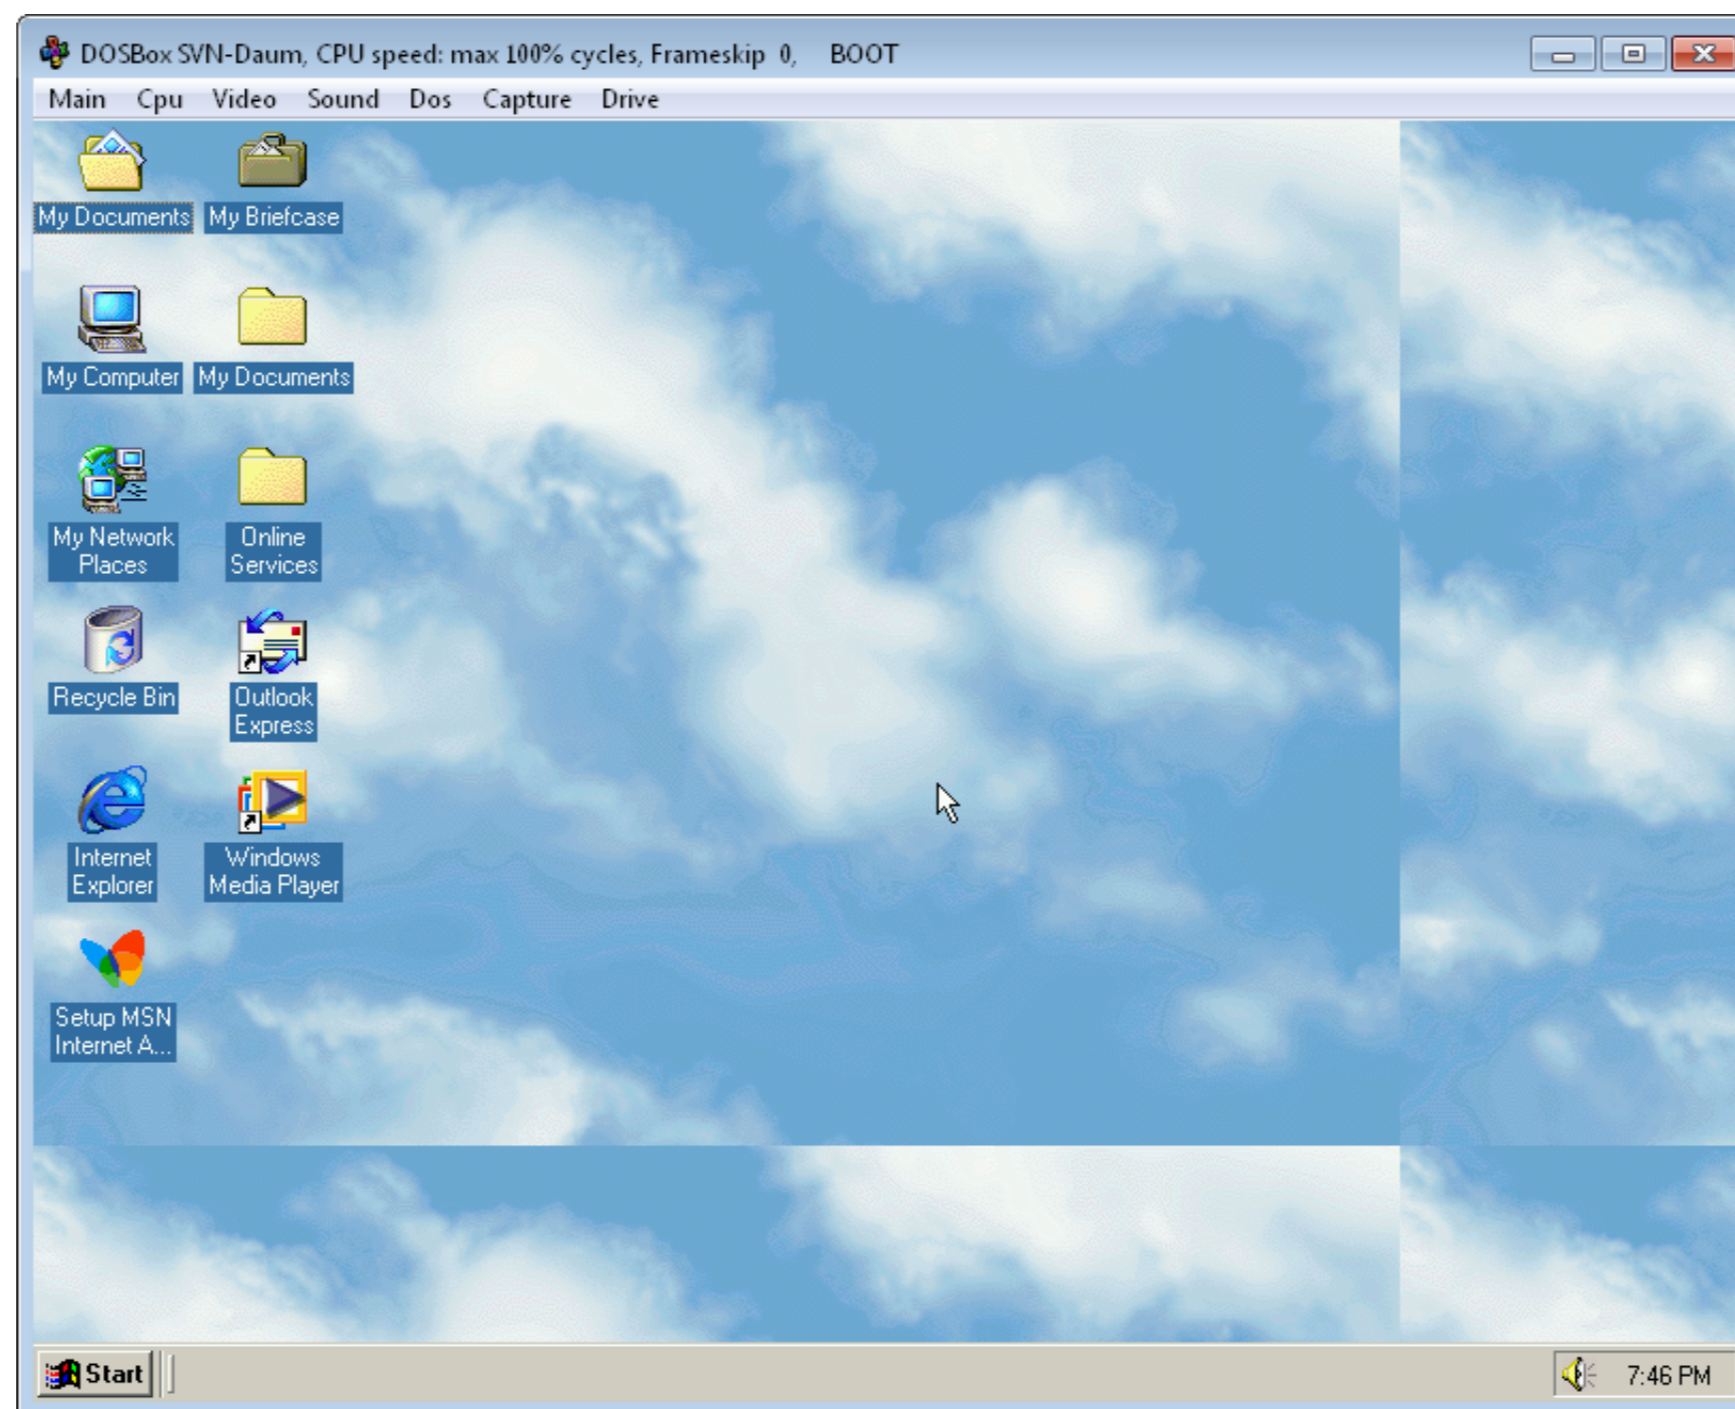 DOSBox SVN-Daum, CPU speed: max 100% cycles, Frameskip 0, BOOT
Main Cpu Video Sound Dos Capture Drive
My Documents My Briefcase
My Computer My Documents
My Network
Places
Online
Services
Recycle Bin
Outlook
Express
Internet
Explorer
Windows
Media Player
Setup MSN
Internet A...
Start
7:46 PM